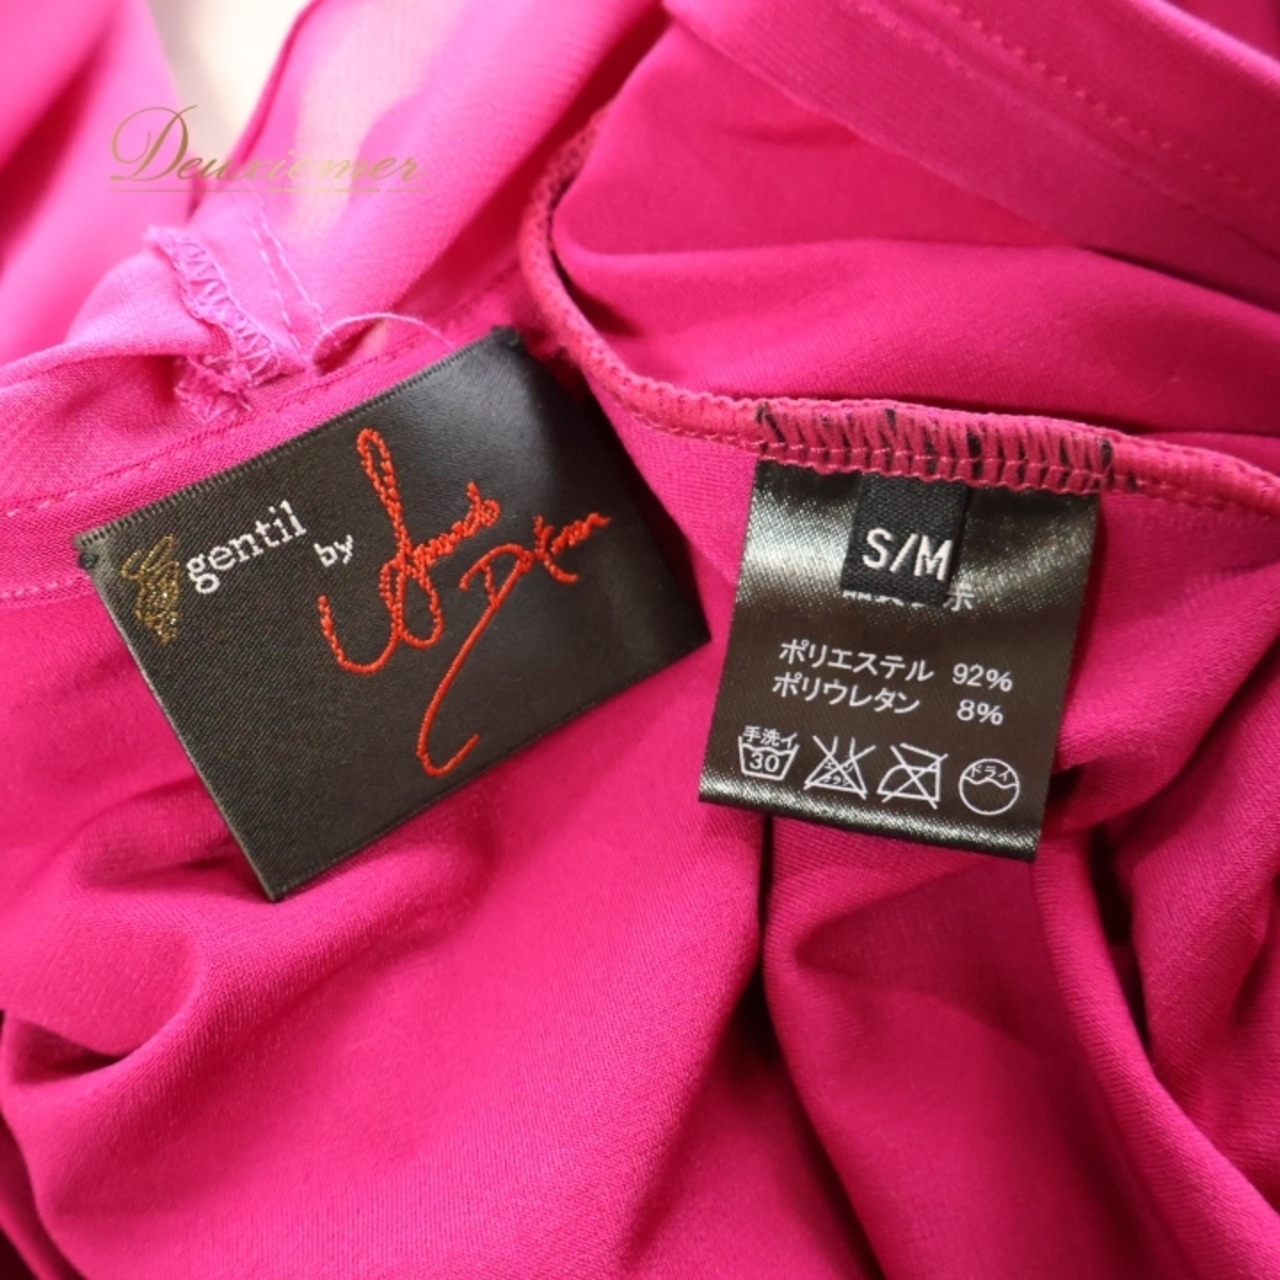 Deuxiemer
gentil
by
S/M
ポリエステル 92%
ポリウレタン 8%
手洗イ
30
ドライ